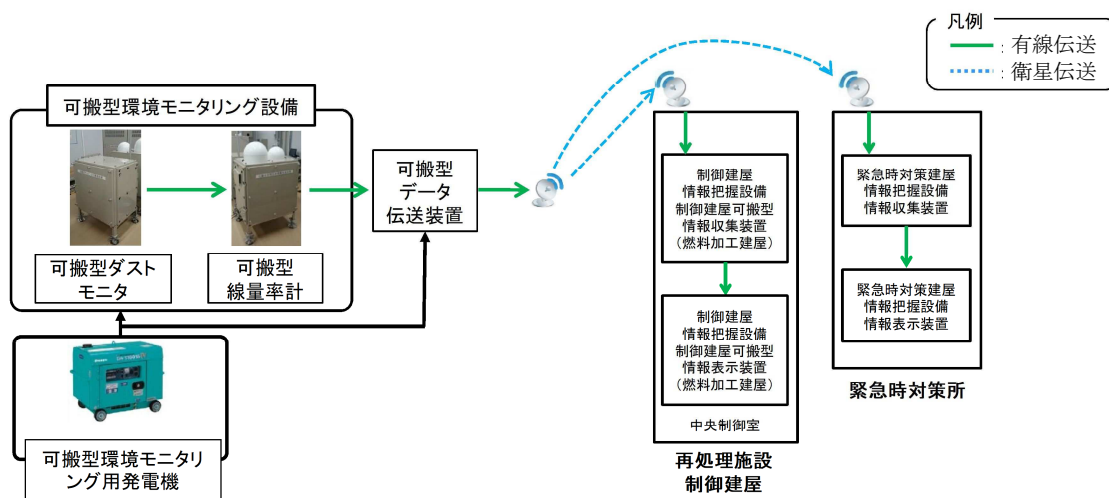 凡例
：有線伝送
：衛星伝送
可搬型環境モニタリング設備
可搬型ダスト
モニタ
可搬型
線量率計
可搬型
データ
伝送装置
可搬型環境モニタリ
ング用発電機
制御建屋
情報把握設備
制御建屋可搬型
情報収集装置
（燃料加工建屋）
制御建屋
情報把握設備
制御建屋可搬型
情報表示装置
（燃料加工建屋）
中央制御室
再処理施設
制御建屋
緊急時対策建屋
情報把握設備
情報収集装置
緊急時対策建屋
情報把握設備
情報表示装置
緊急時対策所